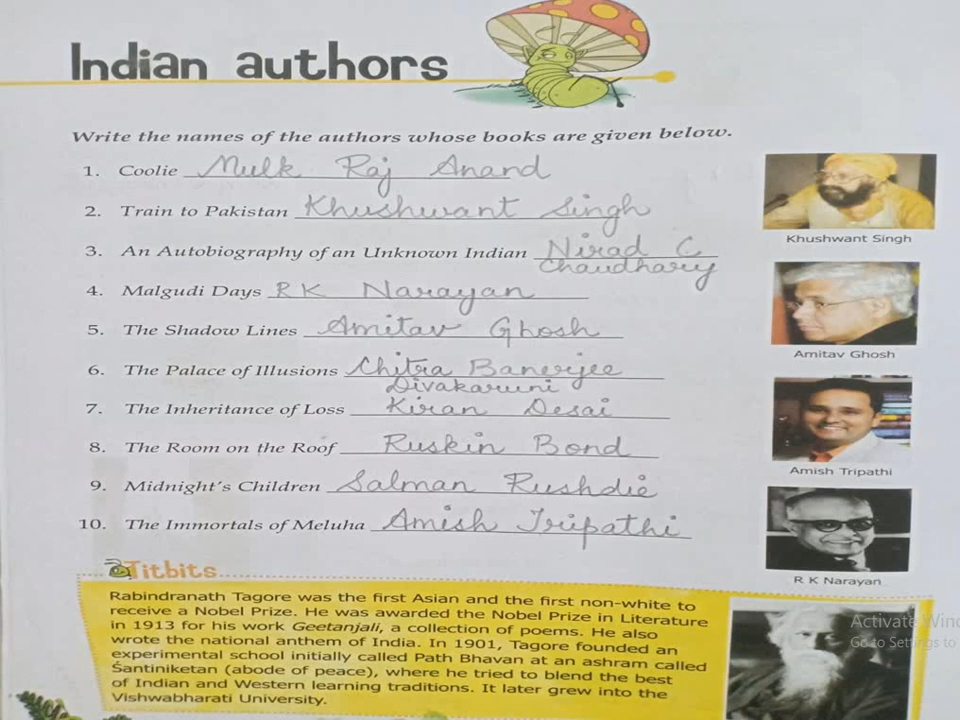 Indian authors
Write the names of the authors whose books are given below.
1. Coolie Mulk Raj Anand
2. Train to Pakistan Khushwant Singh
3. An Autobiography of an Unknown Indian Nirad C
Chaudhary
4. Malgudi Days R K Narayan
5. The Shadow Lines Amitav Ghosh
6. The Palace of Illusions Chitra Banerjee
Divakaruni
7. The Inheritance of Loss Kiran Desai
8. The Room on the Roof Ruskin Bond
9. Midnight's Children Salman Rushdie
10. The Immortals of Meluha Amish Tripathi
Khushwant Singh
Amitav Ghosh
Amish Tripathi
R K Narayan
Titbits
Rabindranath Tagore was the first Asian and the first non-white to
receive a Nobel Prize. He was awarded the Nobel Prize in Literature
in 1913 for his work Geetanjali, a collection of poems. He also
wrote the national anthem of India. In 1901, Tagore founded an
experimental school initially called Path Bhavan at an ashram called
Śantiniketan (abode of peace), where he tried to blend the best
of Indian and Western learning traditions. It later grew into the
Vishwabharati University.
Activate
Go to Settings to